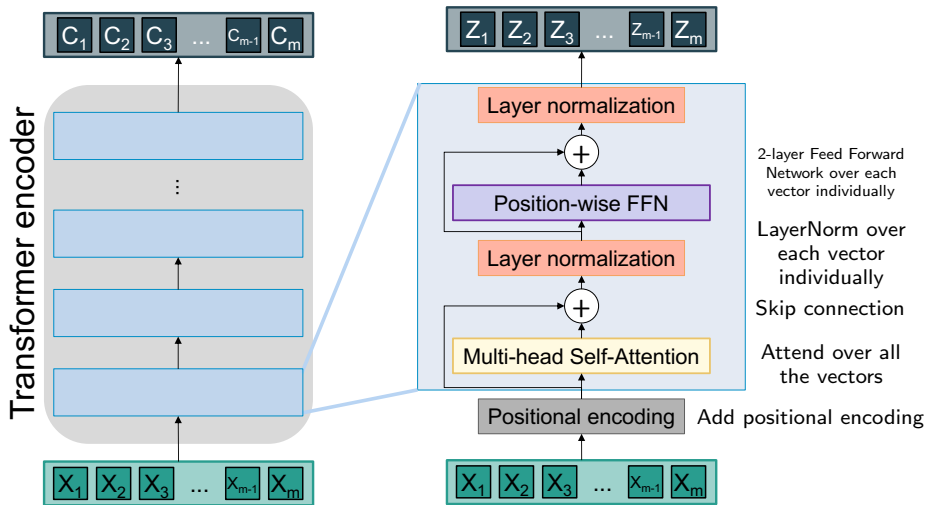 C1 C2 C3 ... Cm-1 Cm
Transformer encoder
...
X1 X2 X3 ... Xm-1 Xm
Z1 Z2 Z3 ... Zm-1 Zm
Layer normalization
+
2-layer Feed Forward
Network over each
vector individually
Position-wise FFN
LayerNorm over
each vector
individually
Layer normalization
+
Skip connection
Multi-head Self-Attention
Attend over all
the vectors
Positional encoding
Add positional encoding
X1 X2 X3 ... Xm-1 Xm